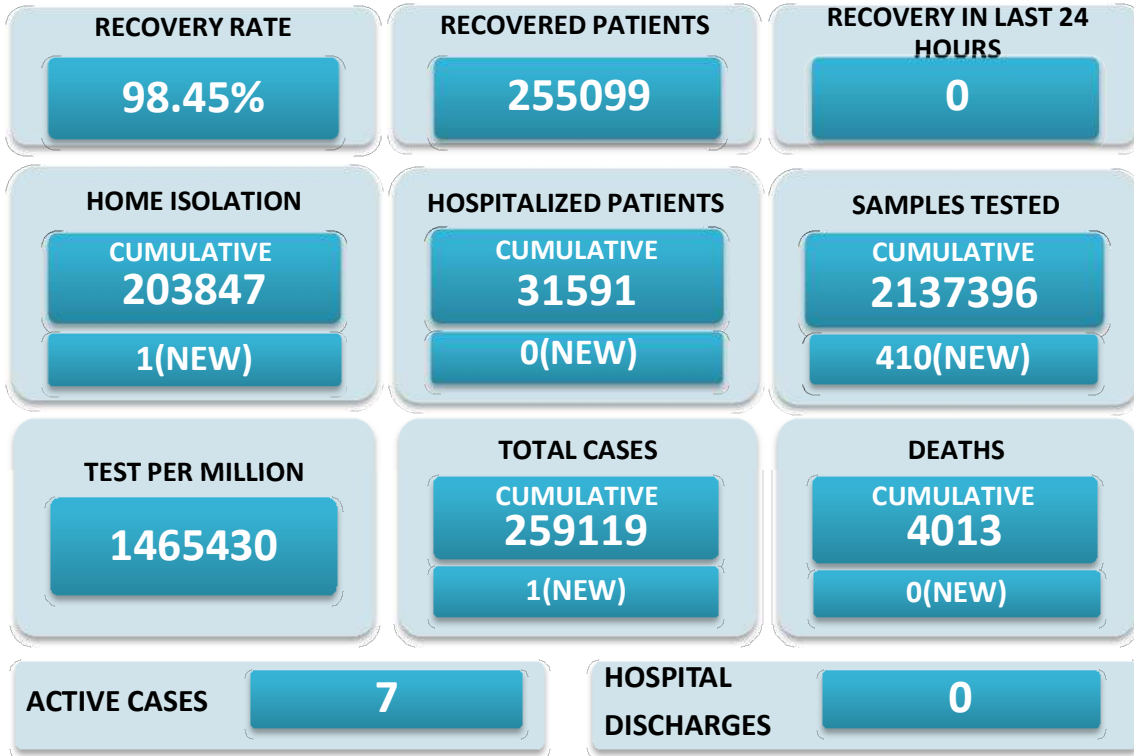 RECOVERY RATE
98.45%
RECOVERED PATIENTS
255099
RECOVERY IN LAST 24
HOURS
0
HOME ISOLATION
CUMULATIVE
203847
1(NEW)
HOSPITALIZED PATIENTS
CUMULATIVE
31591
0(NEW)
SAMPLES TESTED
CUMULATIVE
2137396
410(NEW)
TEST PER MILLION
1465430
TOTAL CASES
CUMULATIVE
259119
1(NEW)
DEATHS
CUMULATIVE
4013
0(NEW)
ACTIVE CASES
7
HOSPITAL
DISCHARGES
0